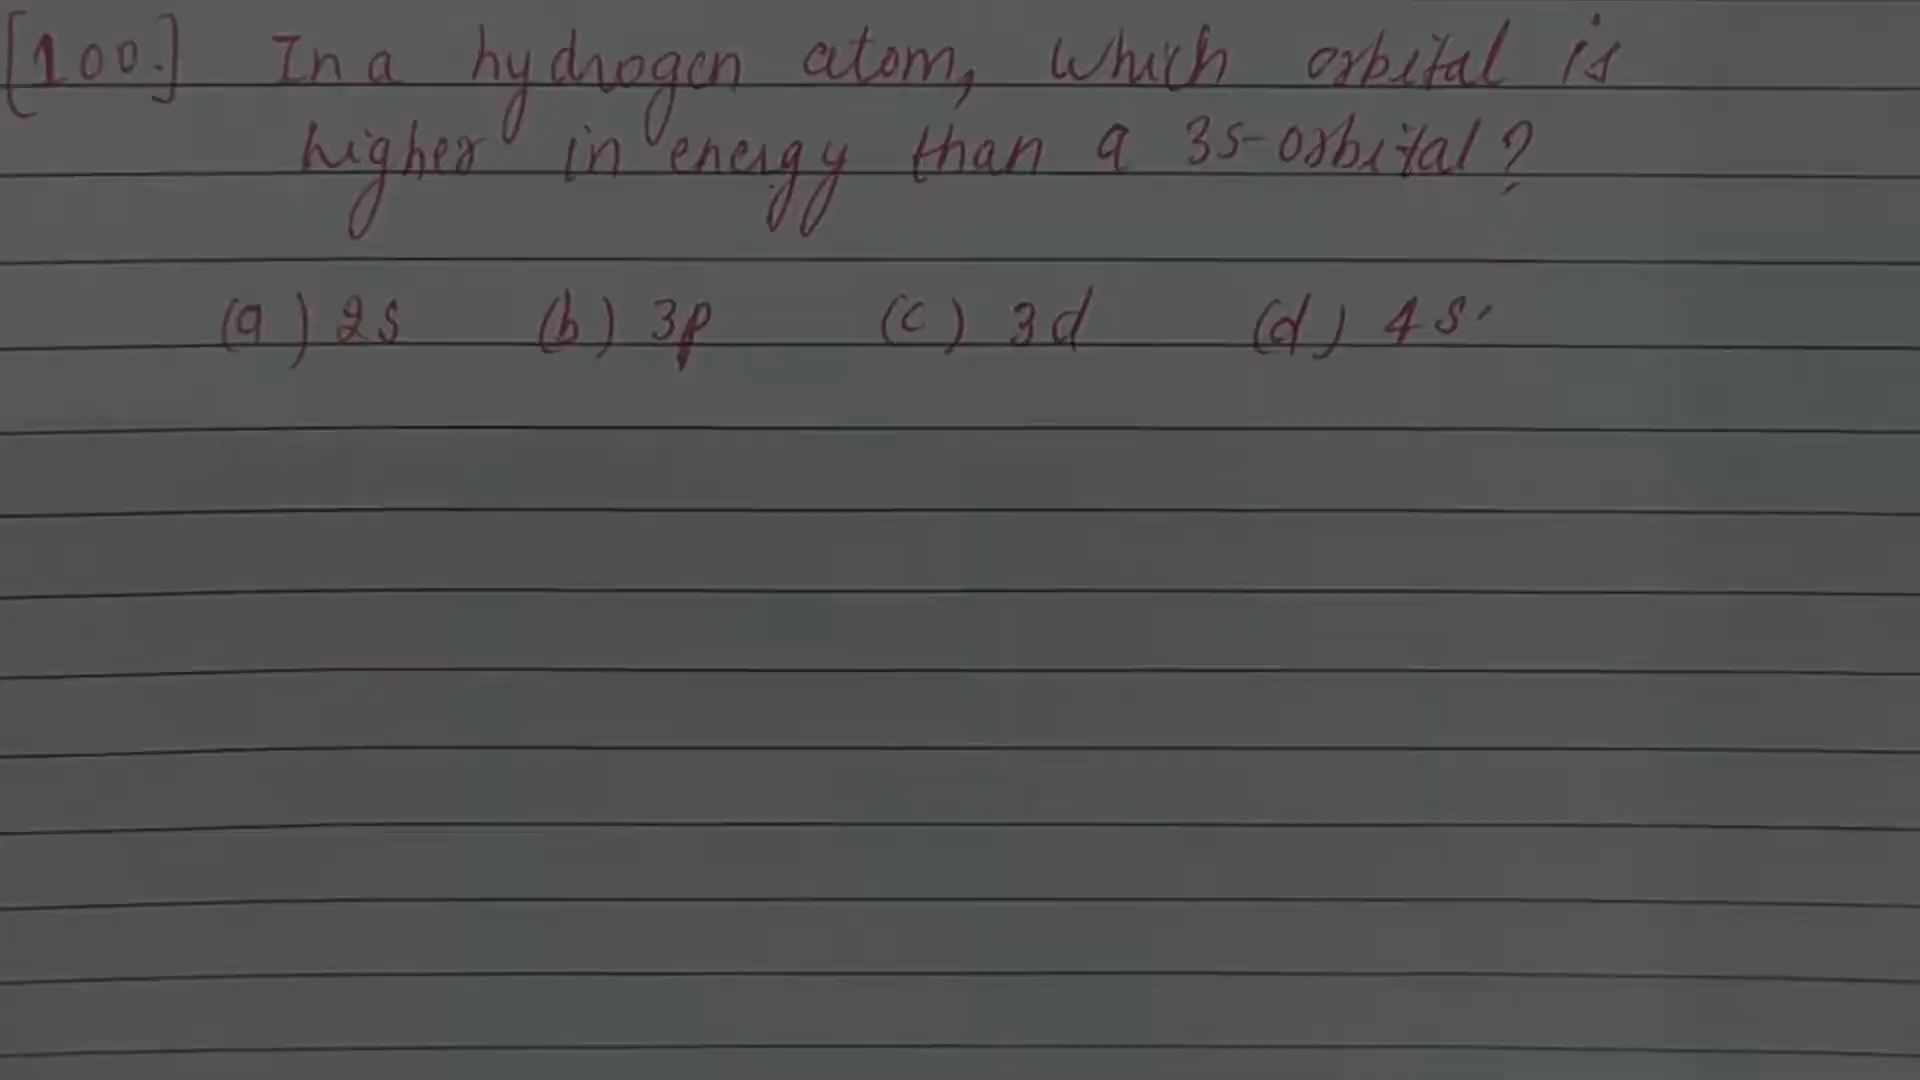 [100.] In a hydrogen atom, which orbital is
higher in energy than a 3s-orbital?
(a) 2s (b) 3p (c) 3d (d) 4s.